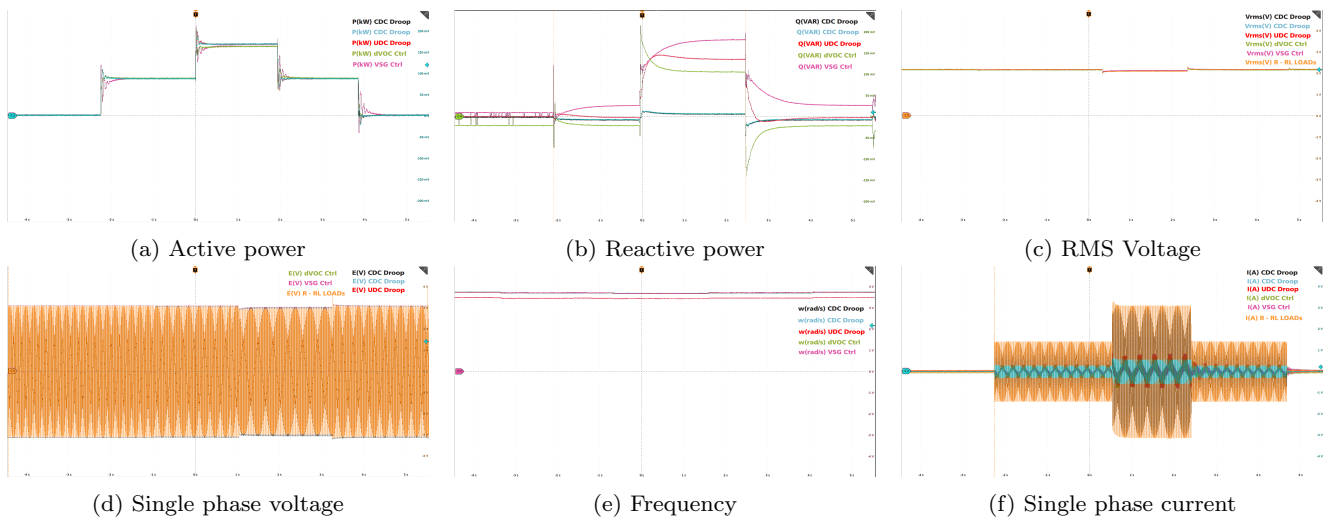 P(kW) CDC Droop
P(kW) CDC Droop
P(kW) UDC Droop
P(kW) dVOC Ctrl
P(kW) VSG Ctrl
(a) Active power
Q(VAR) CDC Droop
Q(VAR) CDC Droop
Q(VAR) UDC Droop
Q(VAR) dVOC Ctrl
Q(VAR) VSG Ctrl
(b) Reactive power
Vrms(V) CDC Droop
Vrms(V) CDC Droop
Vrms(V) UDC Droop
Vrms(V) dVOC Ctrl
Vrms(V) VSG Ctrl
Vrms(V) R - RL LOADs
(c) RMS Voltage
E(V) dVOC Ctrl
E(V) VSG Ctrl
E(V) R - RL LOADs
E(V) CDC Droop
E(V) CDC Droop
E(V) UDC Droop
(d) Single phase voltage
w(rad/s) CDC Droop
w(rad/s) CDC Droop
w(rad/s) UDC Droop
w(rad/s) dVOC Ctrl
w(rad/s) VSG Ctrl
(e) Frequency
I(A) CDC Droop
I(A) CDC Droop
I(A) UDC Droop
I(A) dVOC Ctrl
I(A) VSG Ctrl
I(A) R - RL LOADs
(f) Single phase current